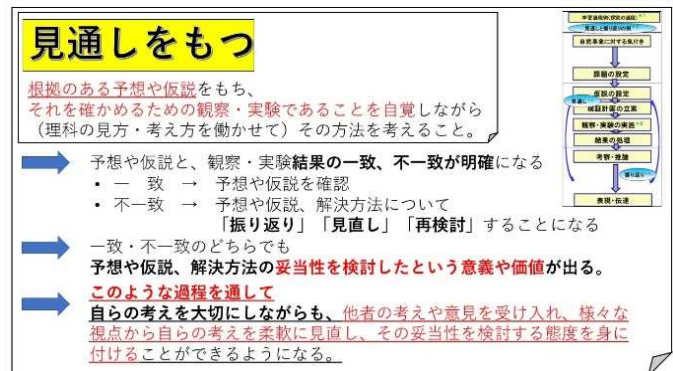 見通しをもつ
根拠のある予想や仮説をもち、
それを確かめるための観察・実験であることを自覚しながら
（理科の見方・考え方を働かせて）その方法を考えること。
予想や仮説と、観察・実験結果の一致、不一致が明確になる
• 一　致　→　予想や仮説を確認
• 不一致　→　予想や仮説、解決方法について
「振り返り」「見直し」「再検討」することになる
一致・不一致のどちらでも
予想や仮説、解決方法の妥当性を検討したという意義や価値が出る。
このような過程を通して
自らの考えを大切にしながらも、他者の考えや意見を受け入れ、様々な
視点から自らの考えを柔軟に見直し、その妥当性を検討する態度を身に
付けることができるようになる。
自然事象に対する気付き
課題の設定
仮説の設定
見通し
検証計画の立案
観察・実験の実施
結果の処理
考察・推論
振り返り
表現・伝達